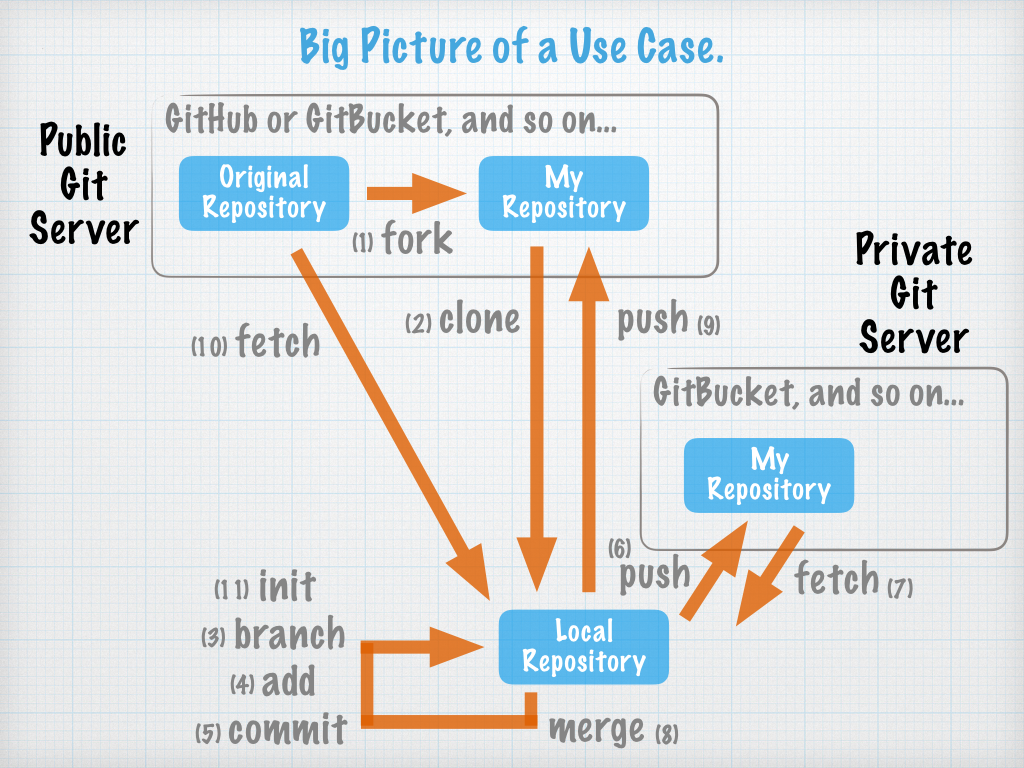 Big Picture of a Use Case.
Public
Git
Server
GitHub or GitBucket, and so on...
Original
Repository
My
Repository
(1) fork
Private
Git
Server
(10) fetch
(2) clone
push (9)
GitBucket, and so on...
My
Repository
(6)
push
fetch (7)
(11) init
(3) branch
(4) add
(5) commit
Local
Repository
merge (8)